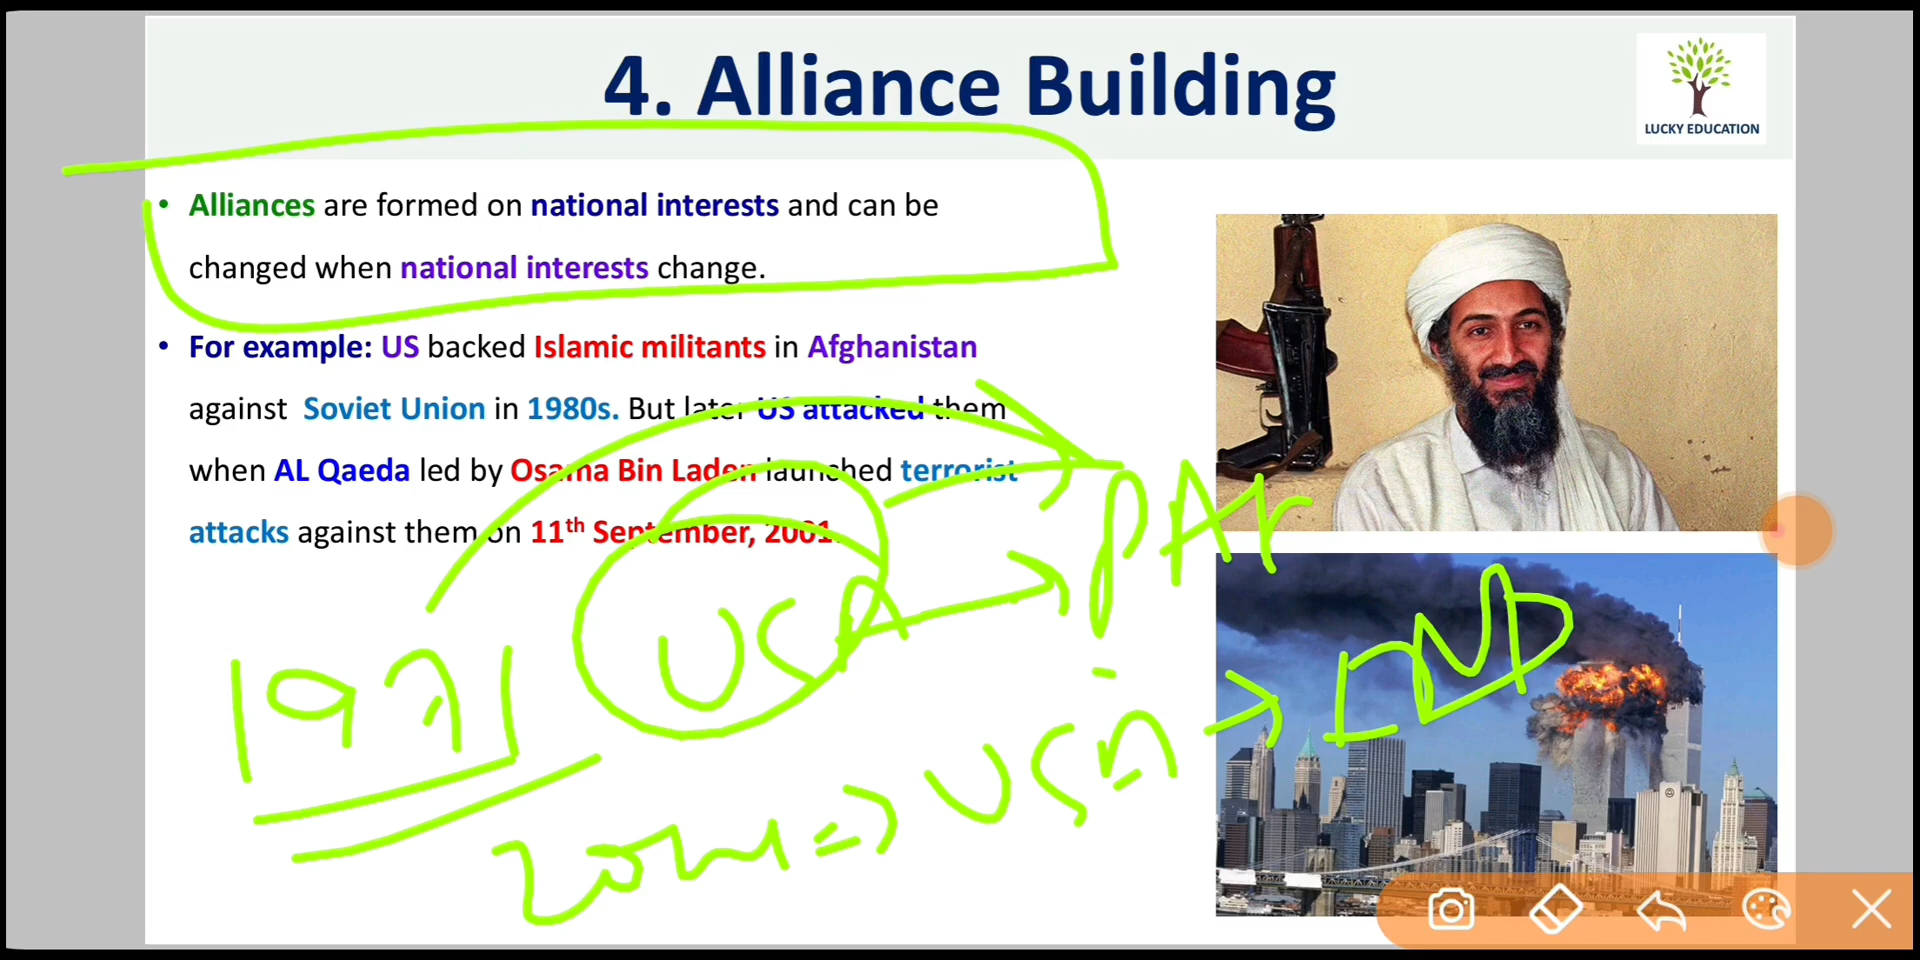 4. Alliance Building
LUCKY EDUCATION
• Alliances are formed on national interests and can be
changed when national interests change.
• For example: US backed Islamic militants in Afghanistan
against Soviet Union in 1980s. But later US attacked them
when AL Qaeda led by Osama Bin Laden launched terrorist
attacks against them on 11th September, 2001.
1971 USA → PAK
USA → IND